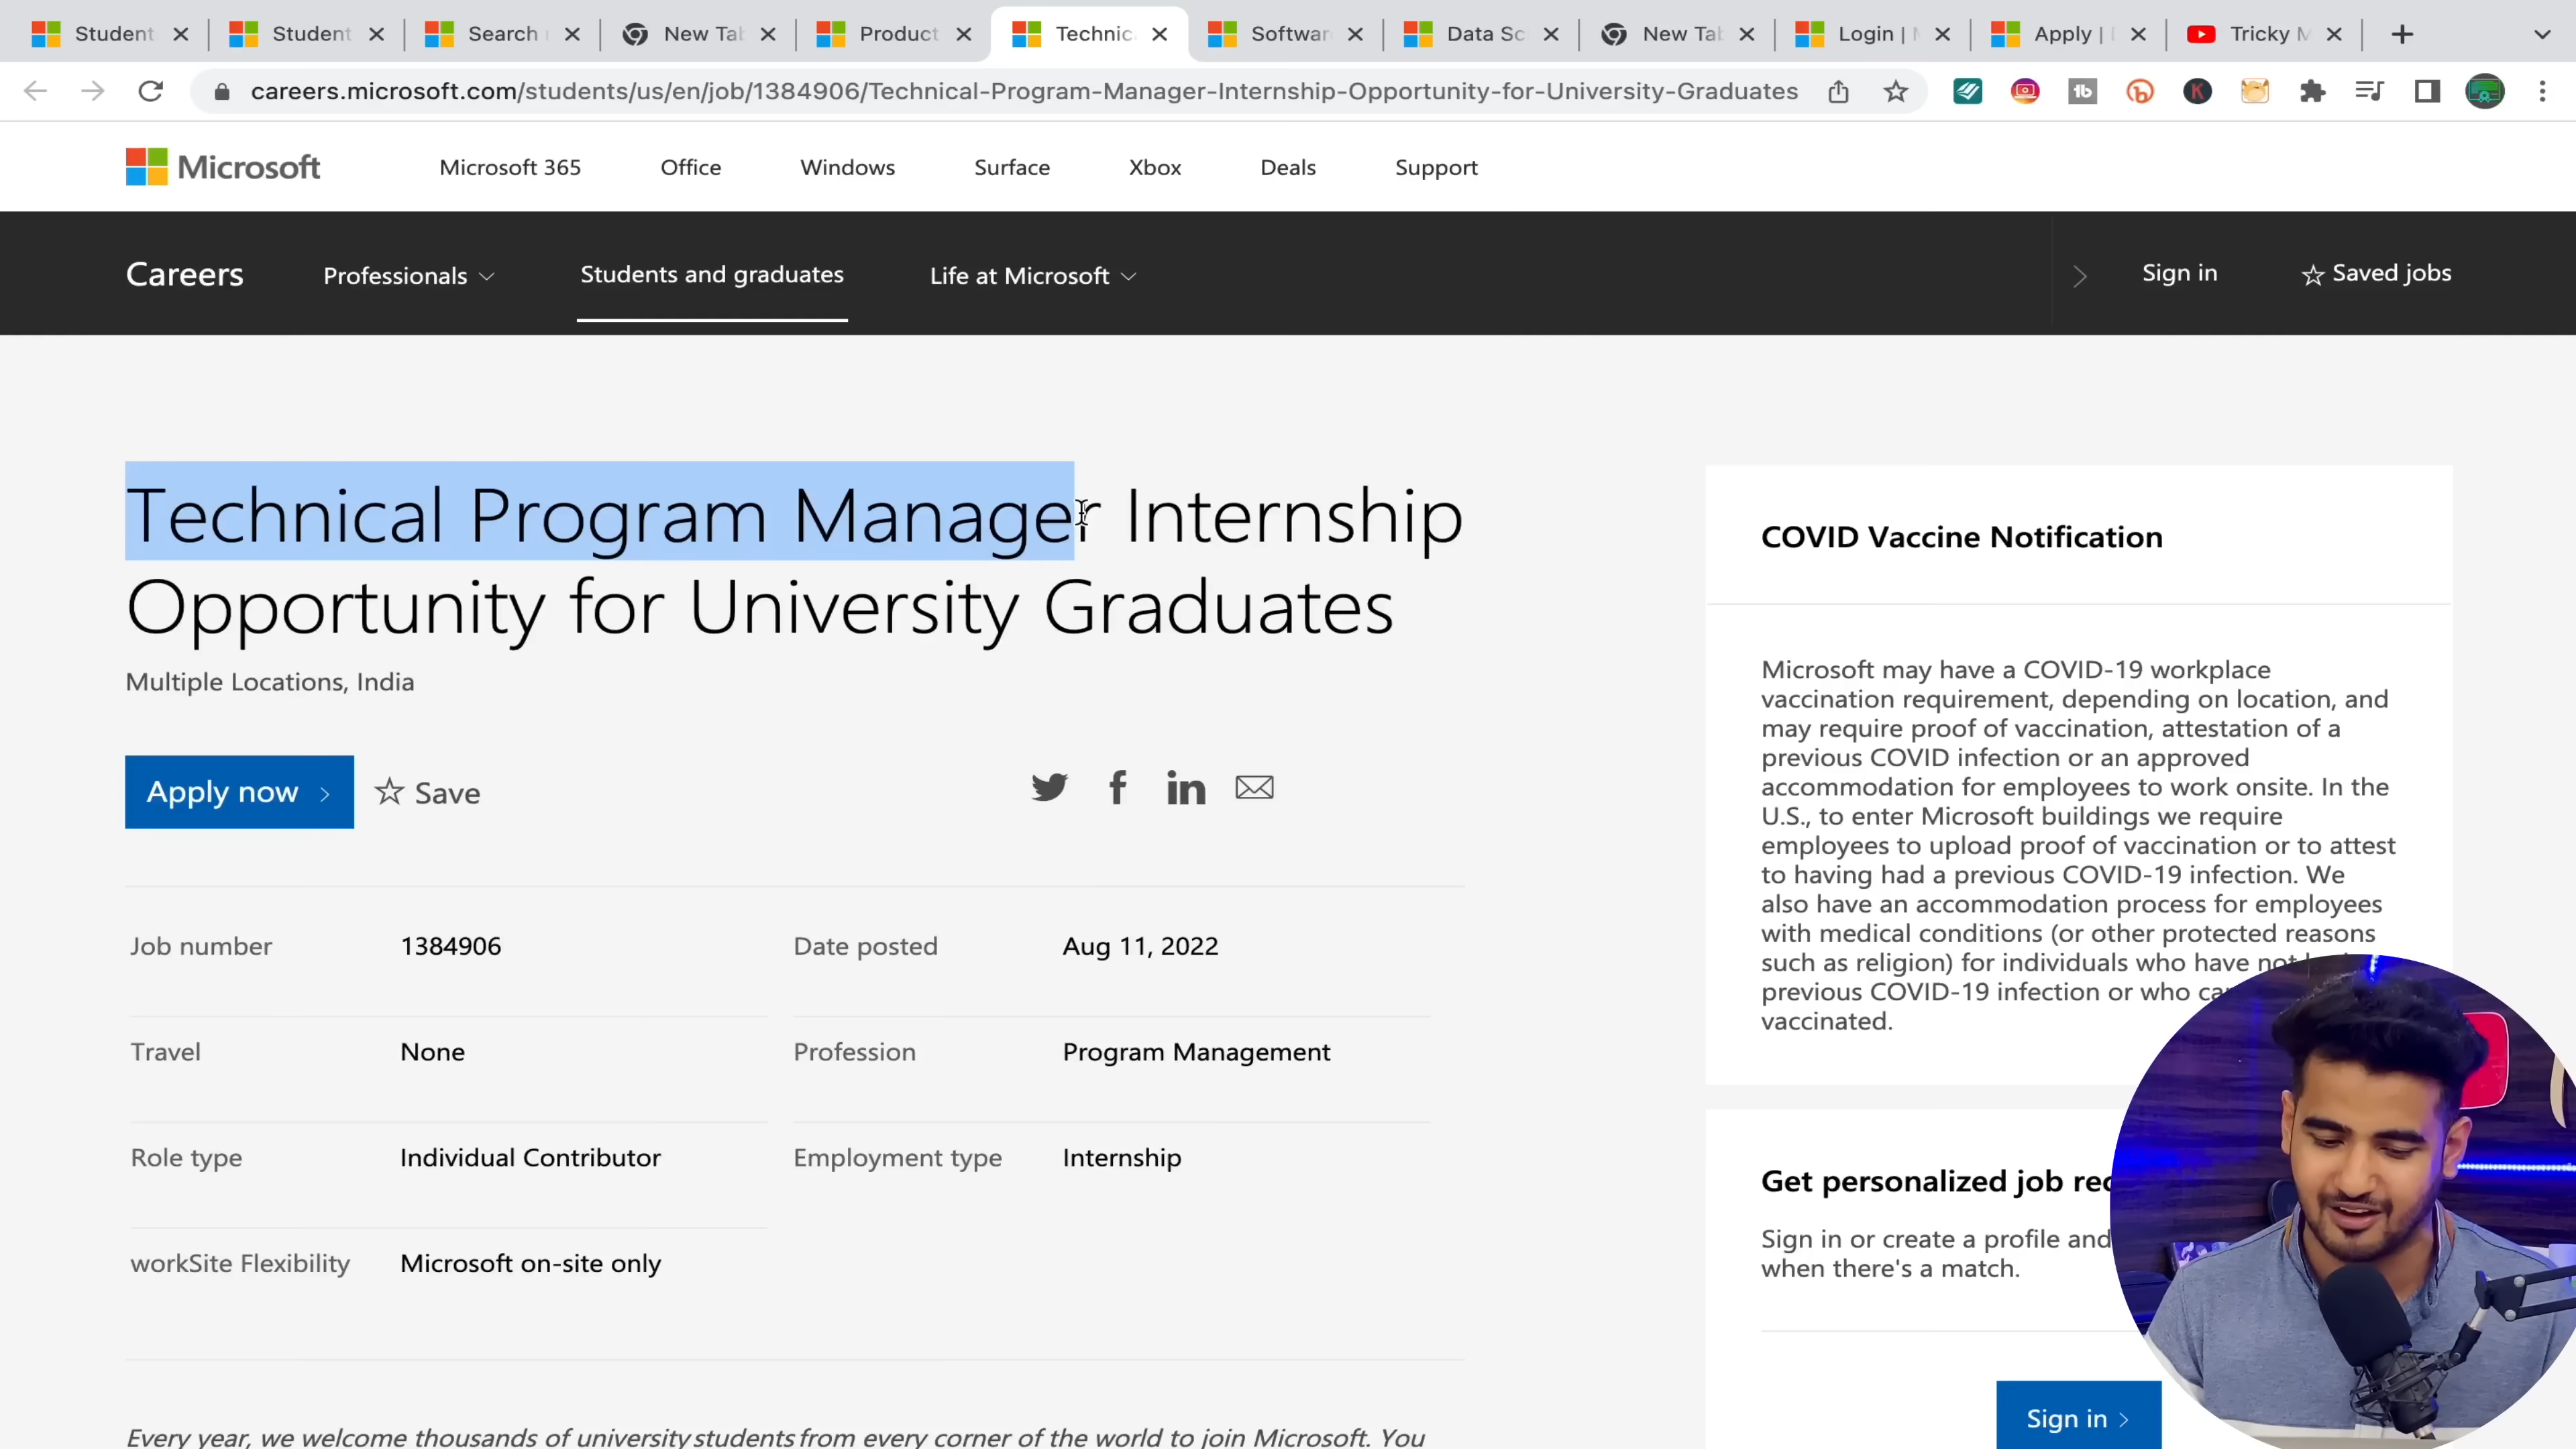 Student
Student
Search
New Tab
Product
Technic
Software
Data Sc
New Tab
Login |
Apply |
Tricky M
careers.microsoft.com/students/us/en/job/1384906/Technical-Program-Manager-Internship-Opportunity-for-University-Graduates
Microsoft
Microsoft 365
Office
Windows
Surface
Xbox
Deals
Support
Careers
Professionals
Students and graduates
Life at Microsoft
Sign in
Saved jobs
Technical Program Manager Internship
Opportunity for University Graduates
Multiple Locations, India
Apply now
Save
Job number
1384906
Date posted
Aug 11, 2022
Travel
None
Profession
Program Management
Role type
Individual Contributor
Employment type
Internship
workSite Flexibility
Microsoft on-site only
Every year, we welcome thousands of university students from every corner of the world to join Microsoft. You
COVID Vaccine Notification
Microsoft may have a COVID-19 workplace
vaccination requirement, depending on location, and
may require proof of vaccination, attestation of a
previous COVID infection or an approved
accommodation for employees to work onsite. In the
U.S., to enter Microsoft buildings we require
employees to upload proof of vaccination or to attest
to having had a previous COVID-19 infection. We
also have an accommodation process for employees
with medical conditions (or other protected reasons
such as religion) for individuals who have not
previous COVID-19 infection or who
vaccinated.
Get personalized job
Sign in or create a profile and
when there's a match.
Sign in